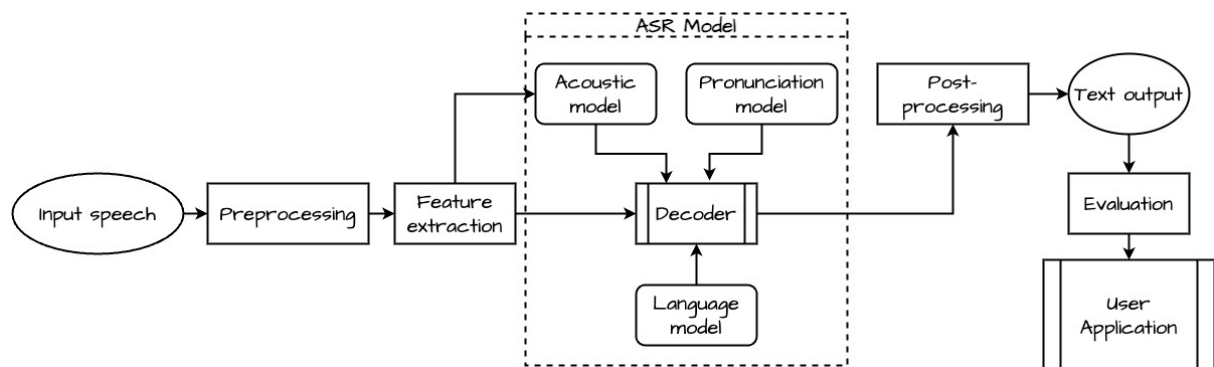 ASR Model
Acoustic
model
Pronunciation
model
Post-
processing
Text output
Input speech
Preprocessing
Feature
extraction
Decoder
Evaluation
Language
model
User
Application